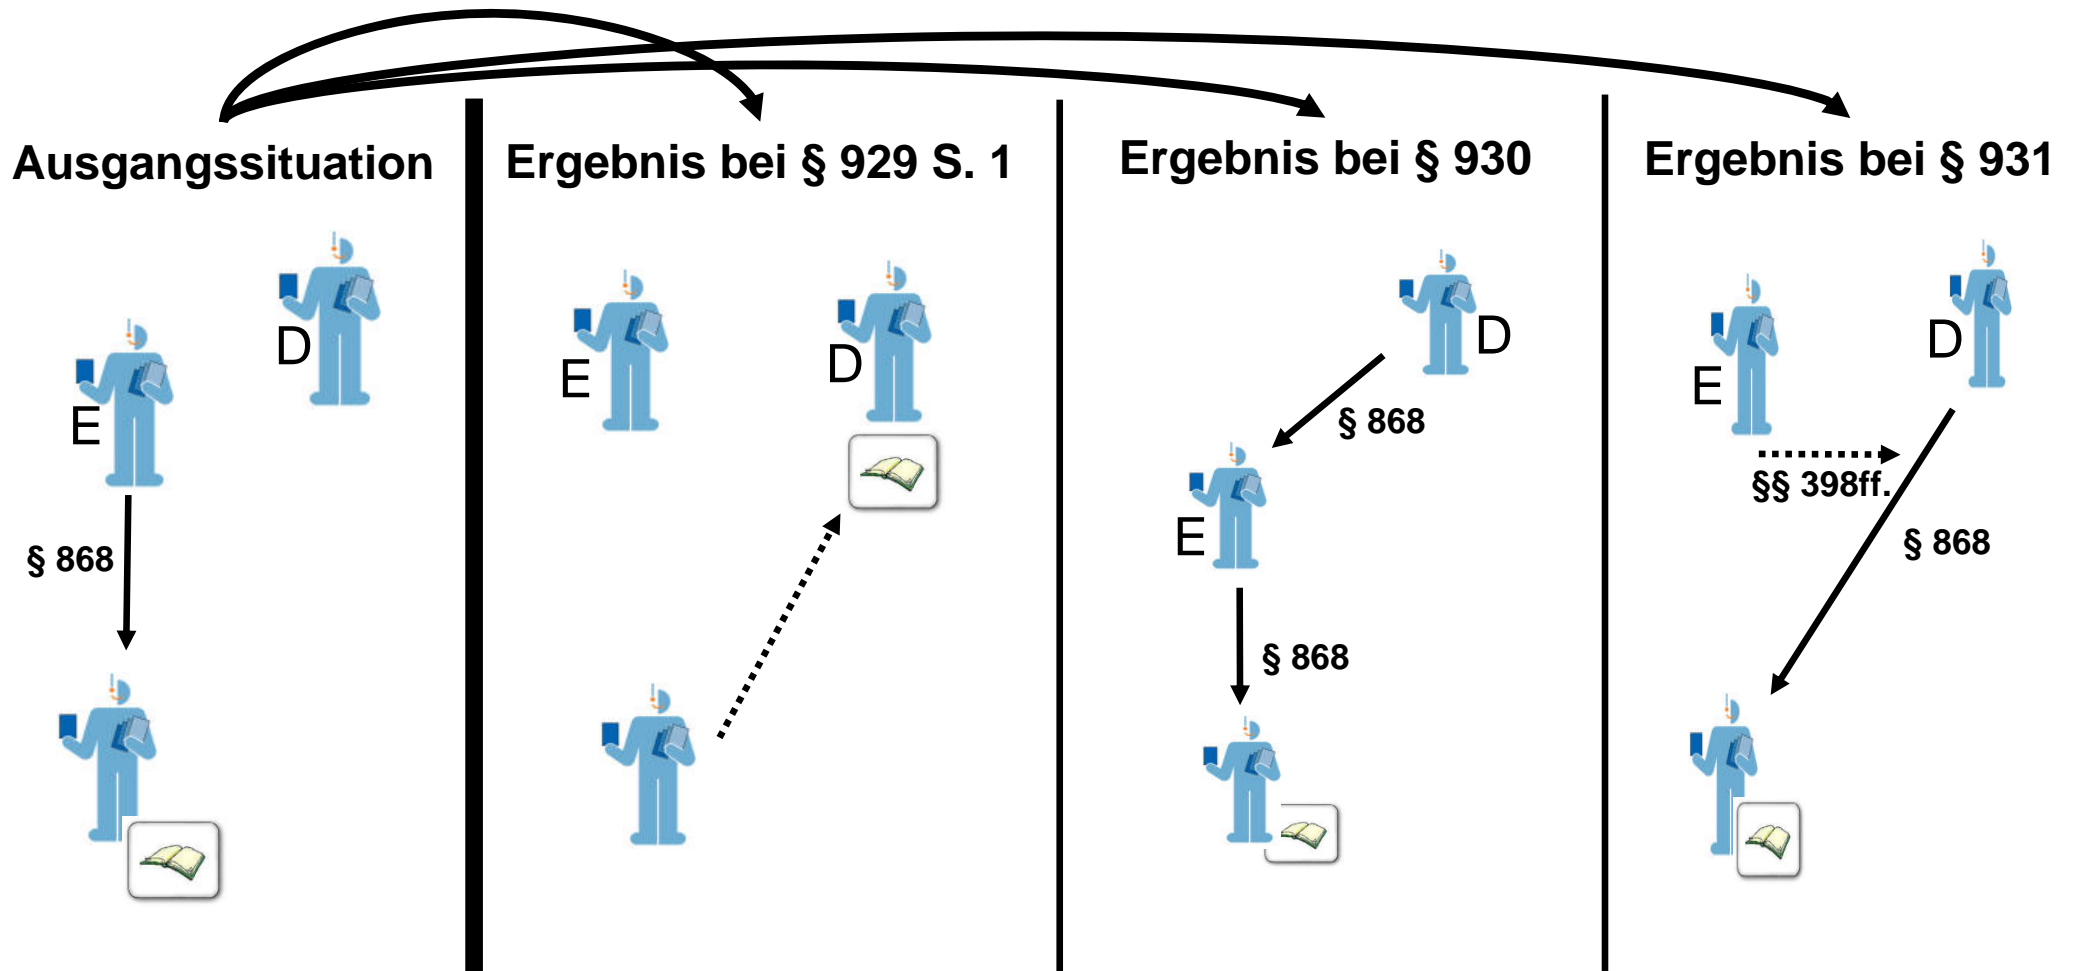 Ausgangssituation
D
E
§ 868
Ergebnis bei § 929 S. 1
E
D
Ergebnis bei § 930
D
§ 868
E
§ 868
Ergebnis bei § 931
D
E
§§ 398ff.
§ 868